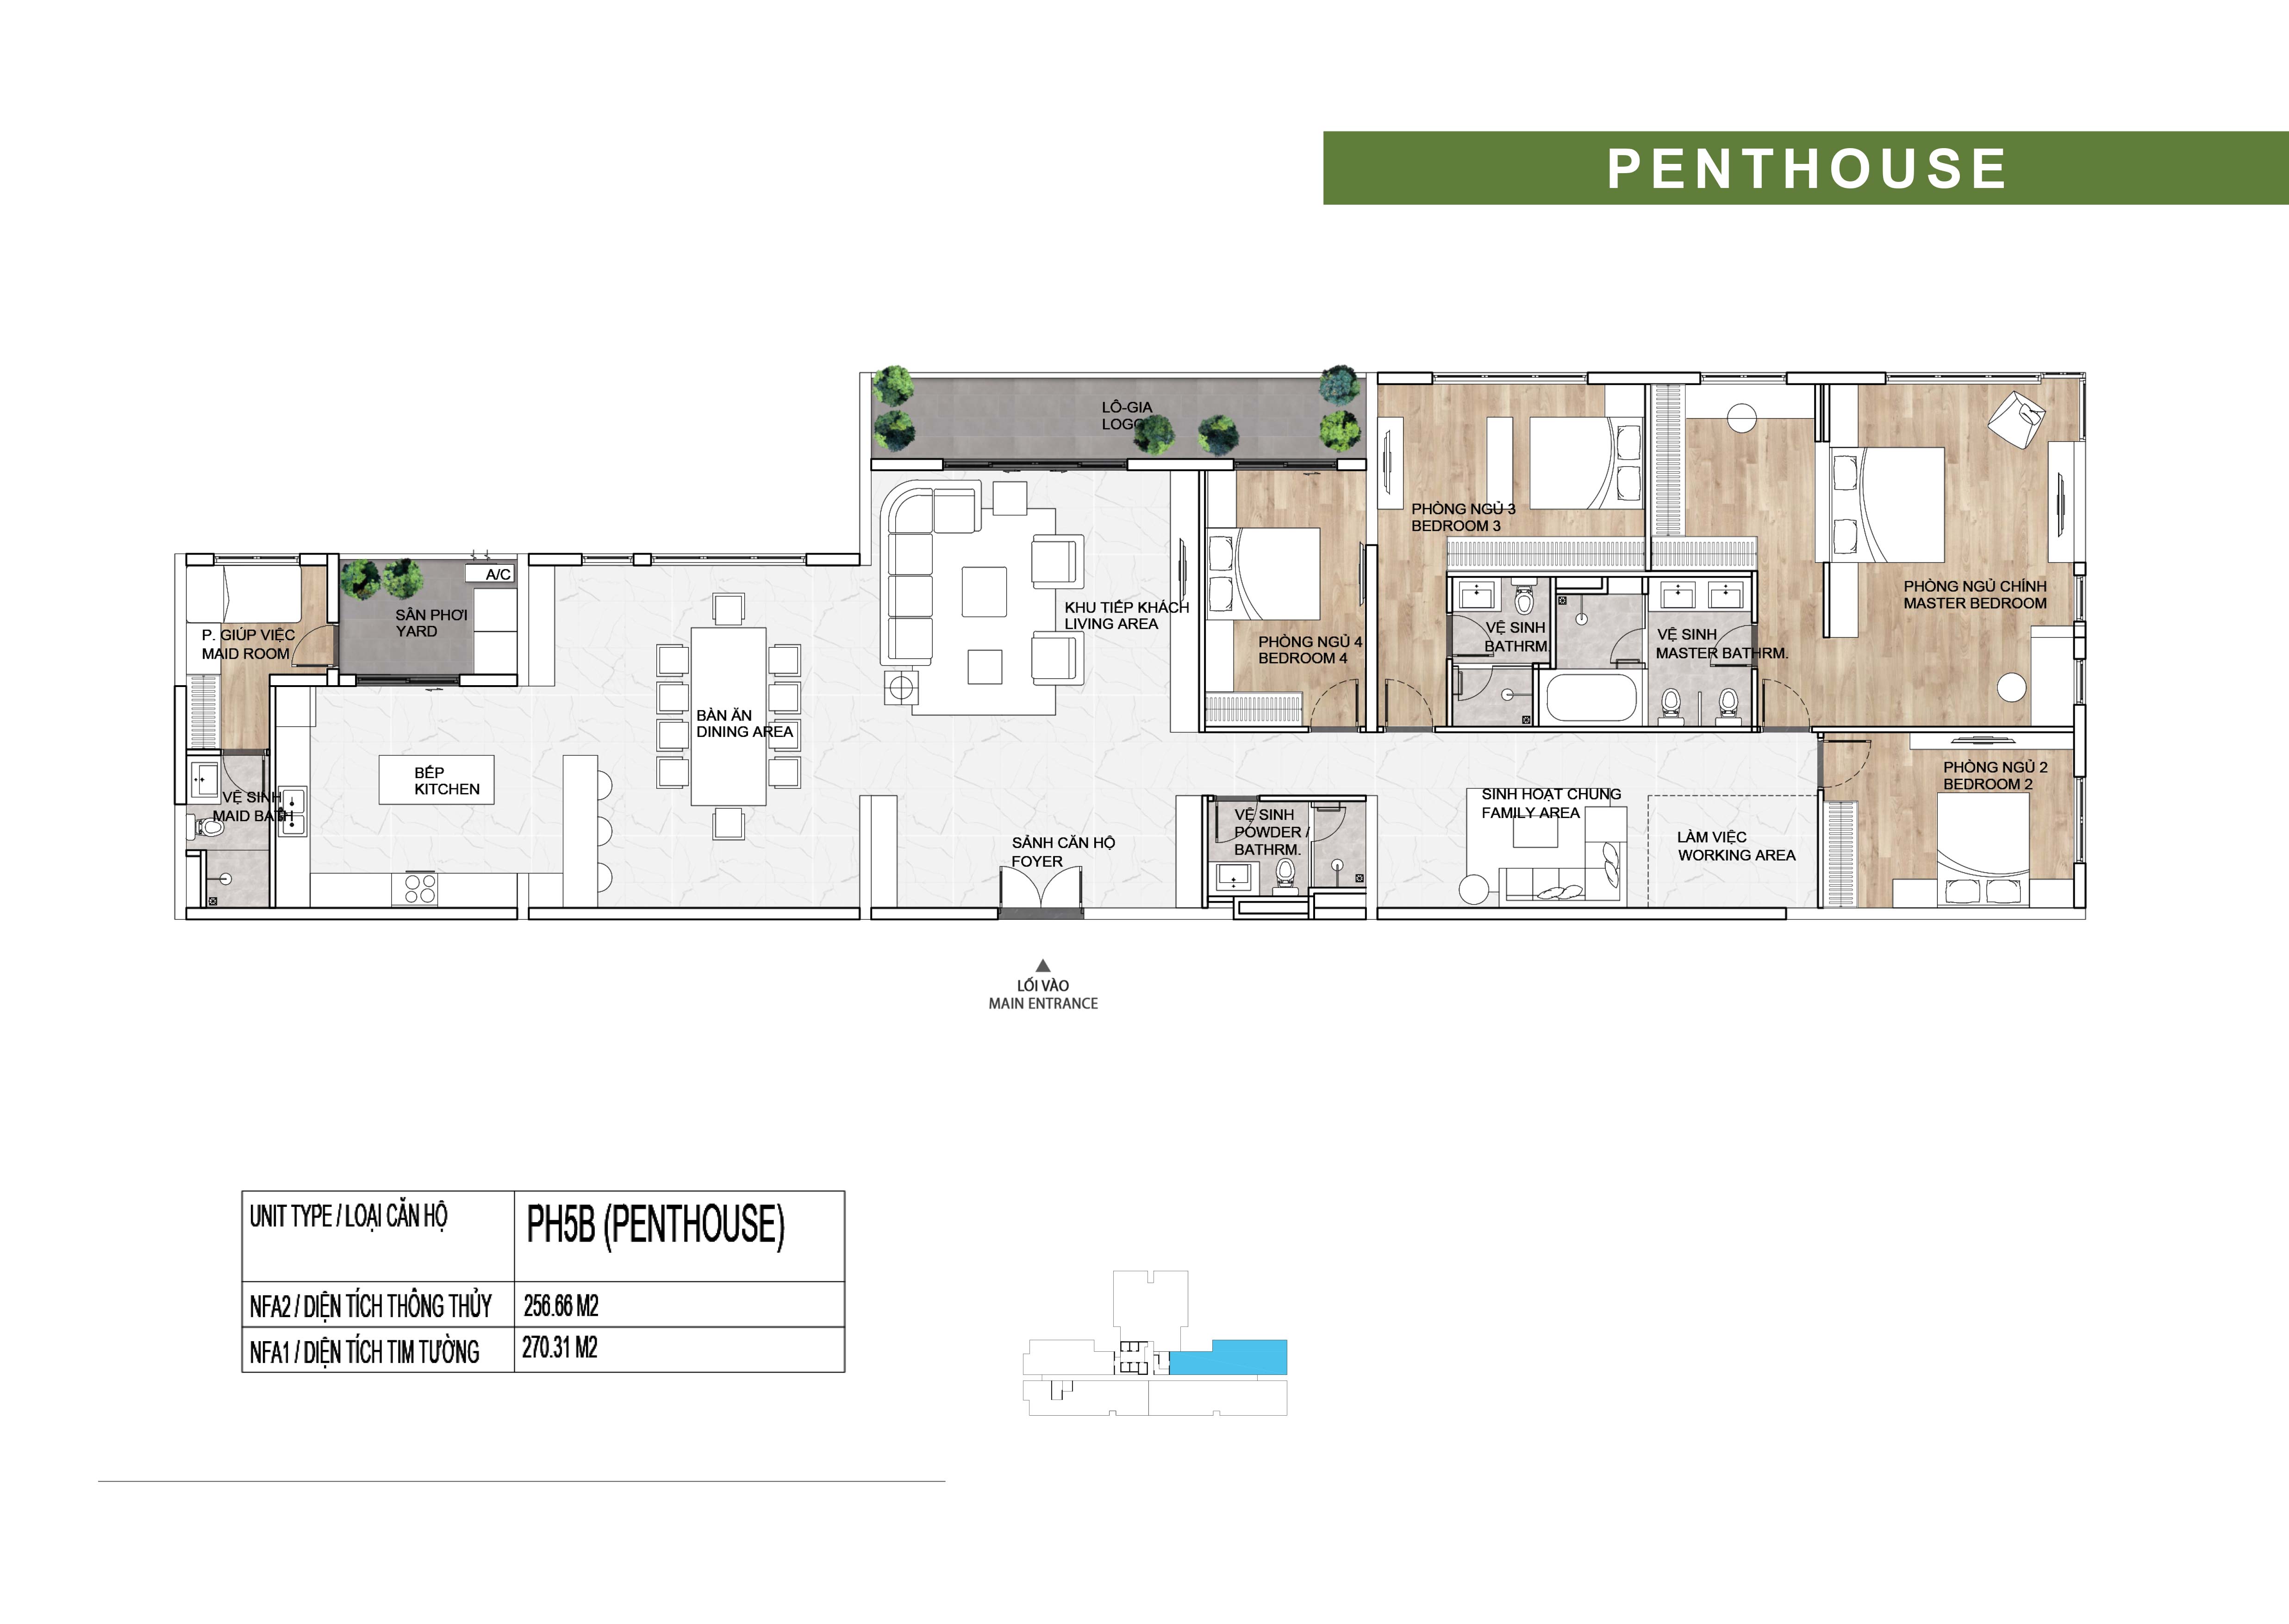 PENTHOUSE
LÔ-GIA
PHÒNG NGỦ 3
BEDROOM 3
A/C
SÂN PHƠI
YARD
P. GIÚP VIỆC
MAID ROOM
KHU TIẾP KHÁCH
LIVING AREA
PHÒNG NGỦ 4
BEDROOM 4
VỆ SINH
BATHRM.
VỆ SINH
MASTER BATHRM.
PHÒNG NGỦ CHÍNH
MASTER BEDROOM
BÀN ĂN
DINING AREA
BẾP
KITCHEN
VỆ SINH
MAID BATH
SẢNH CĂN HỘ
FOYER
VỆ SINH
POWDER /
BATHRM.
SINH HOẠT CHUNG
FAMILY AREA
LÀM VIỆC
WORKING AREA
PHÒNG NGỦ 2
BEDROOM 2
LỐI VÀO
MAIN ENTRANCE
UNIT TYPE / LOẠI CĂN HỘ PH5B (PENTHOUSE)
NFA2 / DIỆN TÍCH THÔNG THỦY 256.66 M2
NFA1 / DIỆN TÍCH TIM TƯỜNG 270.31 M2